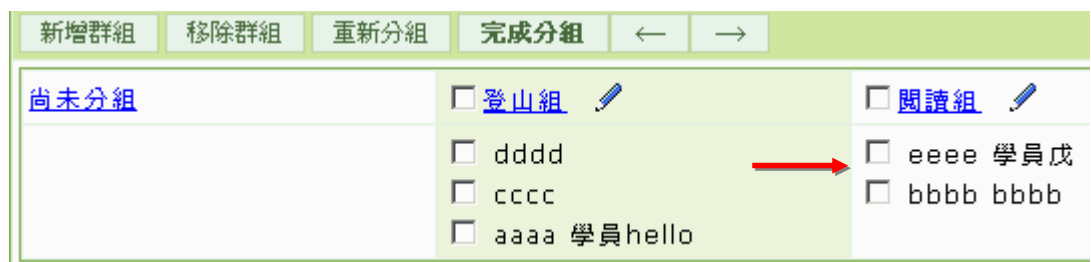 新增群組 移除群組 重新分組 完成分組 ← →
尚未分組 登山組 閱讀組
dddd eeee 學員戊
cccc bbbb bbbb
aaaa 學員hello